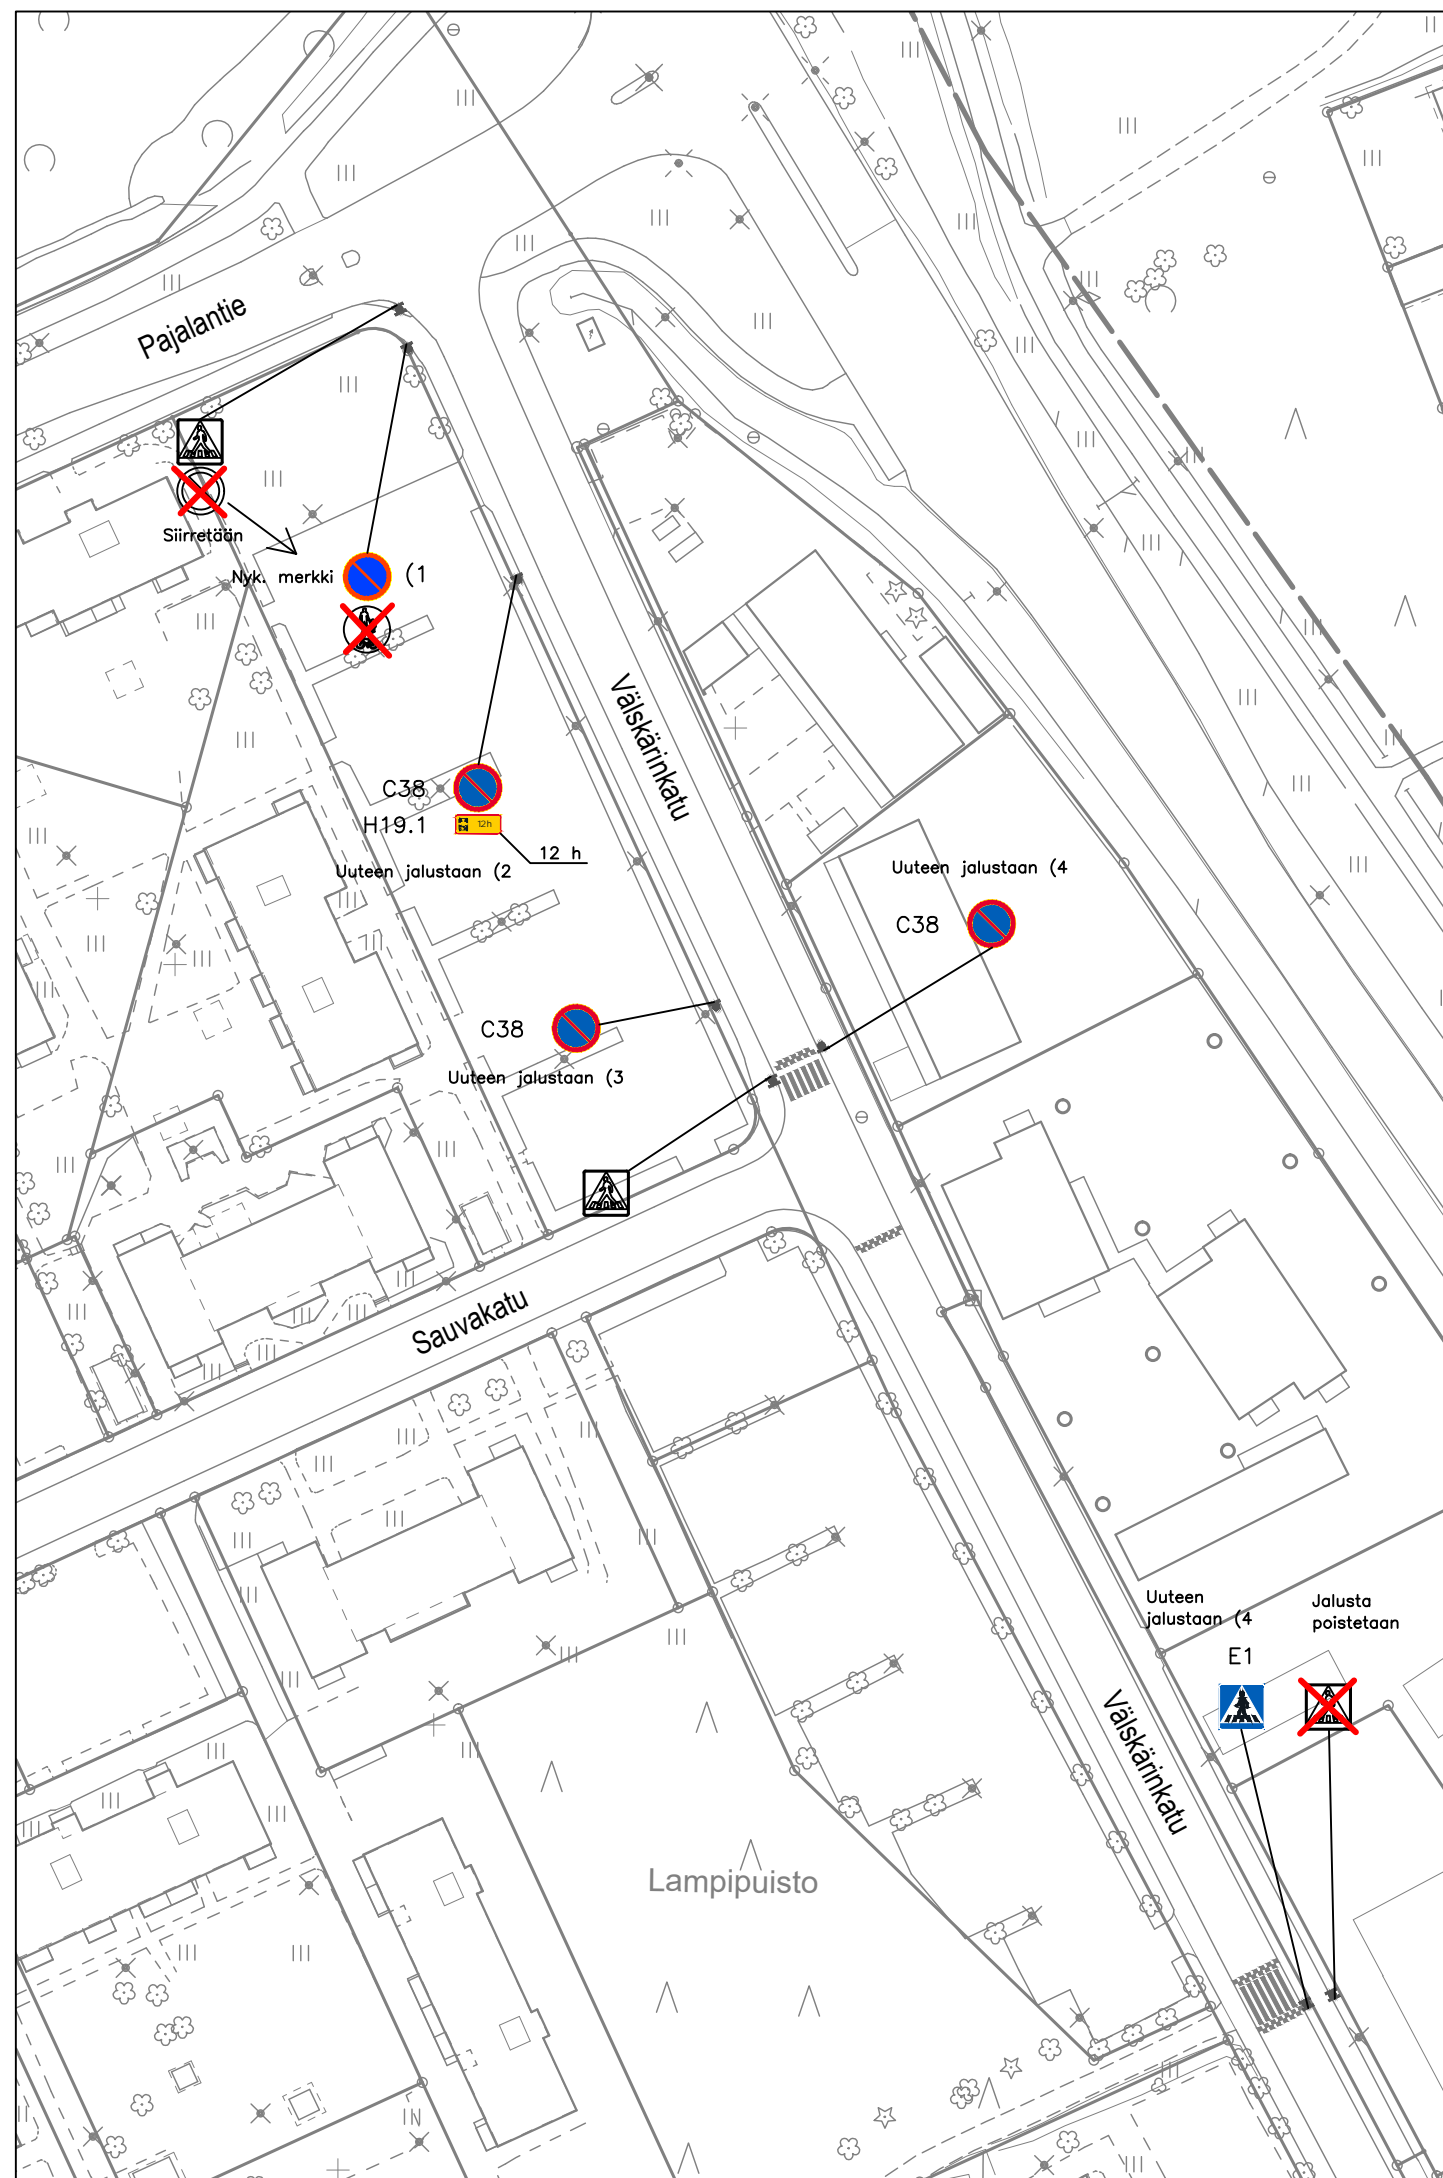 Pajalantie
Siirretään
Nyk. merkki (1
Välskärinkatu
C38
H19.1
12h
12 h
Uuteen jalustaan (2
Uuteen jalustaan (4
C38
C38
Uuteen jalustaan (3
Sauvakatu
Uuteen
jalustaan (4
Jalusta
poistetaan
E1
Välskärinkatu
Lampipuisto